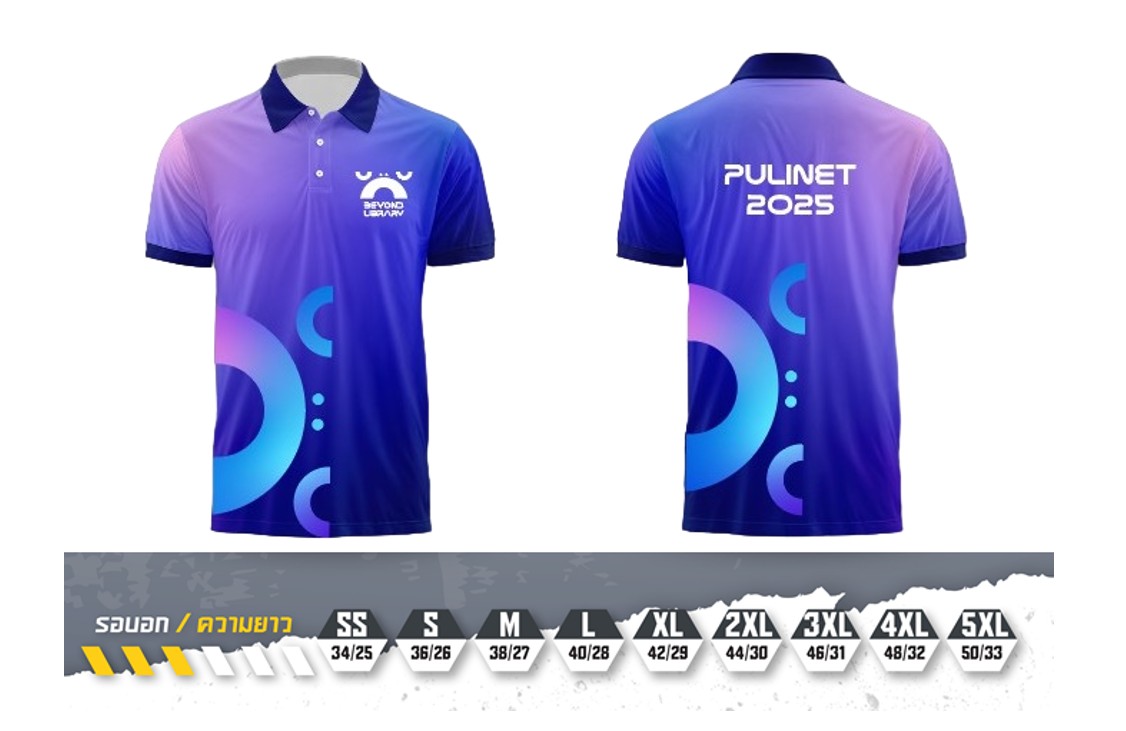 BEYOND
LIBRARY
PULINET
2025
รอบอก / ความยาว
SS
34/25
S
36/26
M
38/27
L
40/28
XL
42/29
2XL
44/30
3XL
46/31
4XL
48/32
5XL
50/33